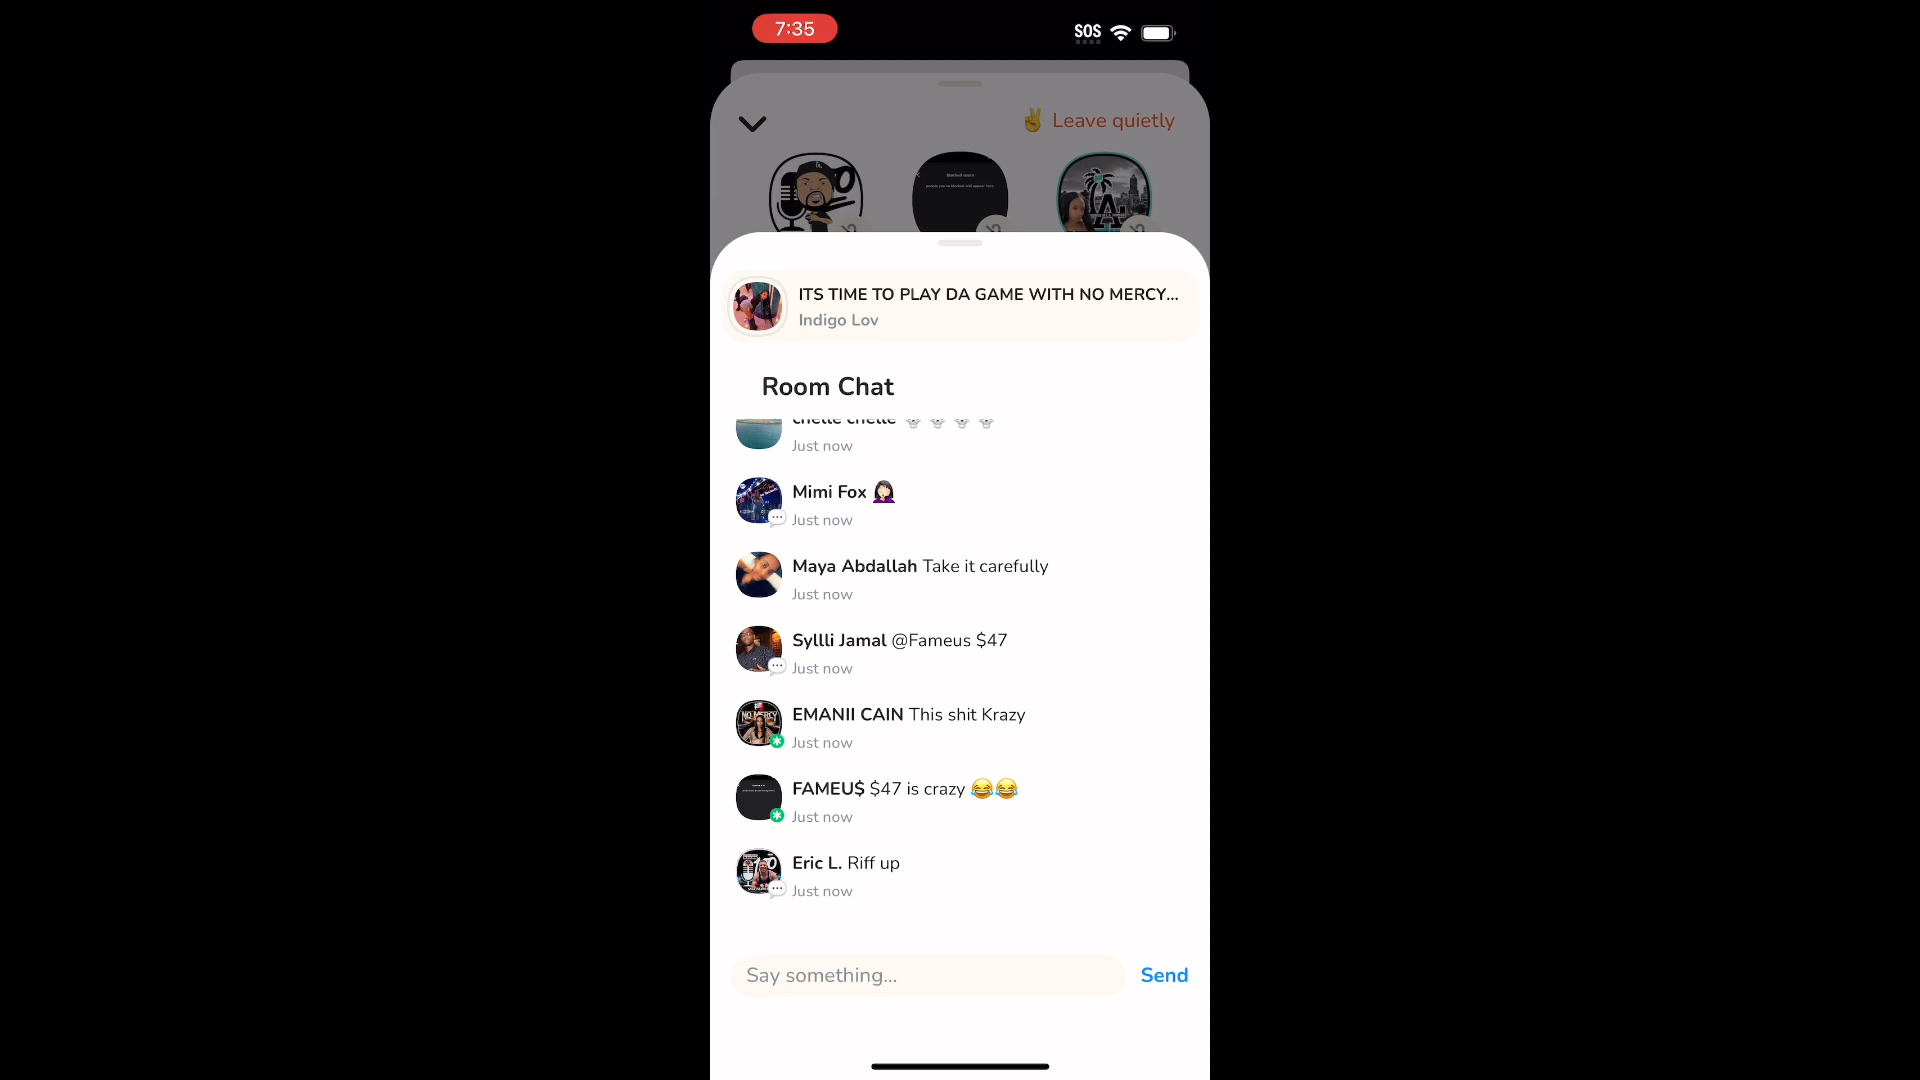 7:35
SOS
✌️ Leave quietly
ITS TIME TO PLAY DA GAME WITH NO MERCY...
Indigo Lov
Room Chat
chelle chelle
Just now
Mimi Fox 🤦🏻‍♀️
Just now
Maya Abdallah Take it carefully
Just now
Syllli Jamal @Fameus $47
Just now
EMANII CAIN This shit Krazy
Just now
FAMEU$ $47 is crazy 😂😂
Just now
Eric L. Riff up
Just now
Say something...
Send